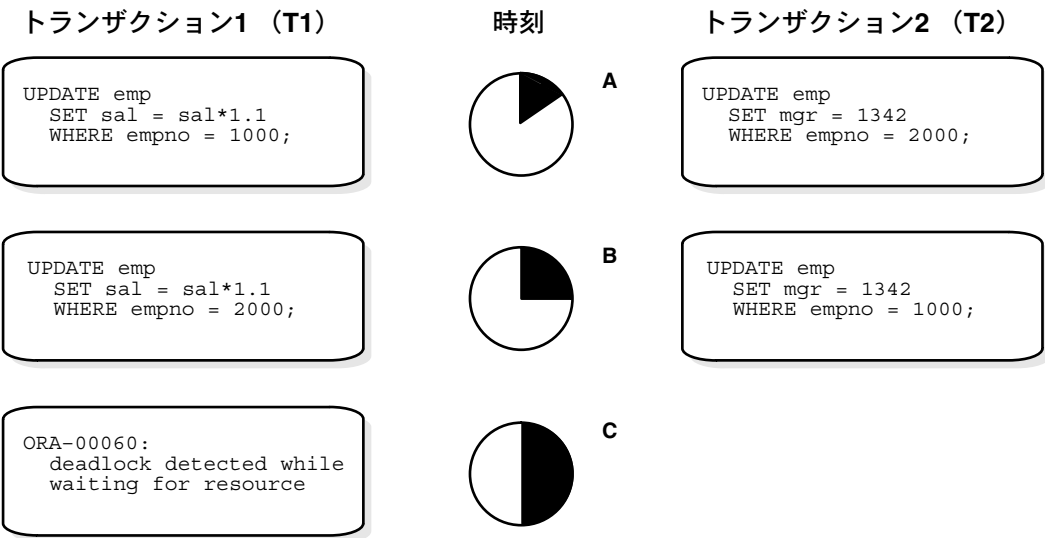 トランザクション1 （T1）
時刻
トランザクション2 （T2）
UPDATE emp
SET sal = sal*1.1
WHERE empno = 1000;
A
UPDATE emp
SET mgr = 1342
WHERE empno = 2000;
UPDATE emp
SET sal = sal*1.1
WHERE empno = 2000;
B
UPDATE emp
SET mgr = 1342
WHERE empno = 1000;
ORA−00060:
deadlock detected while
waiting for resource
C